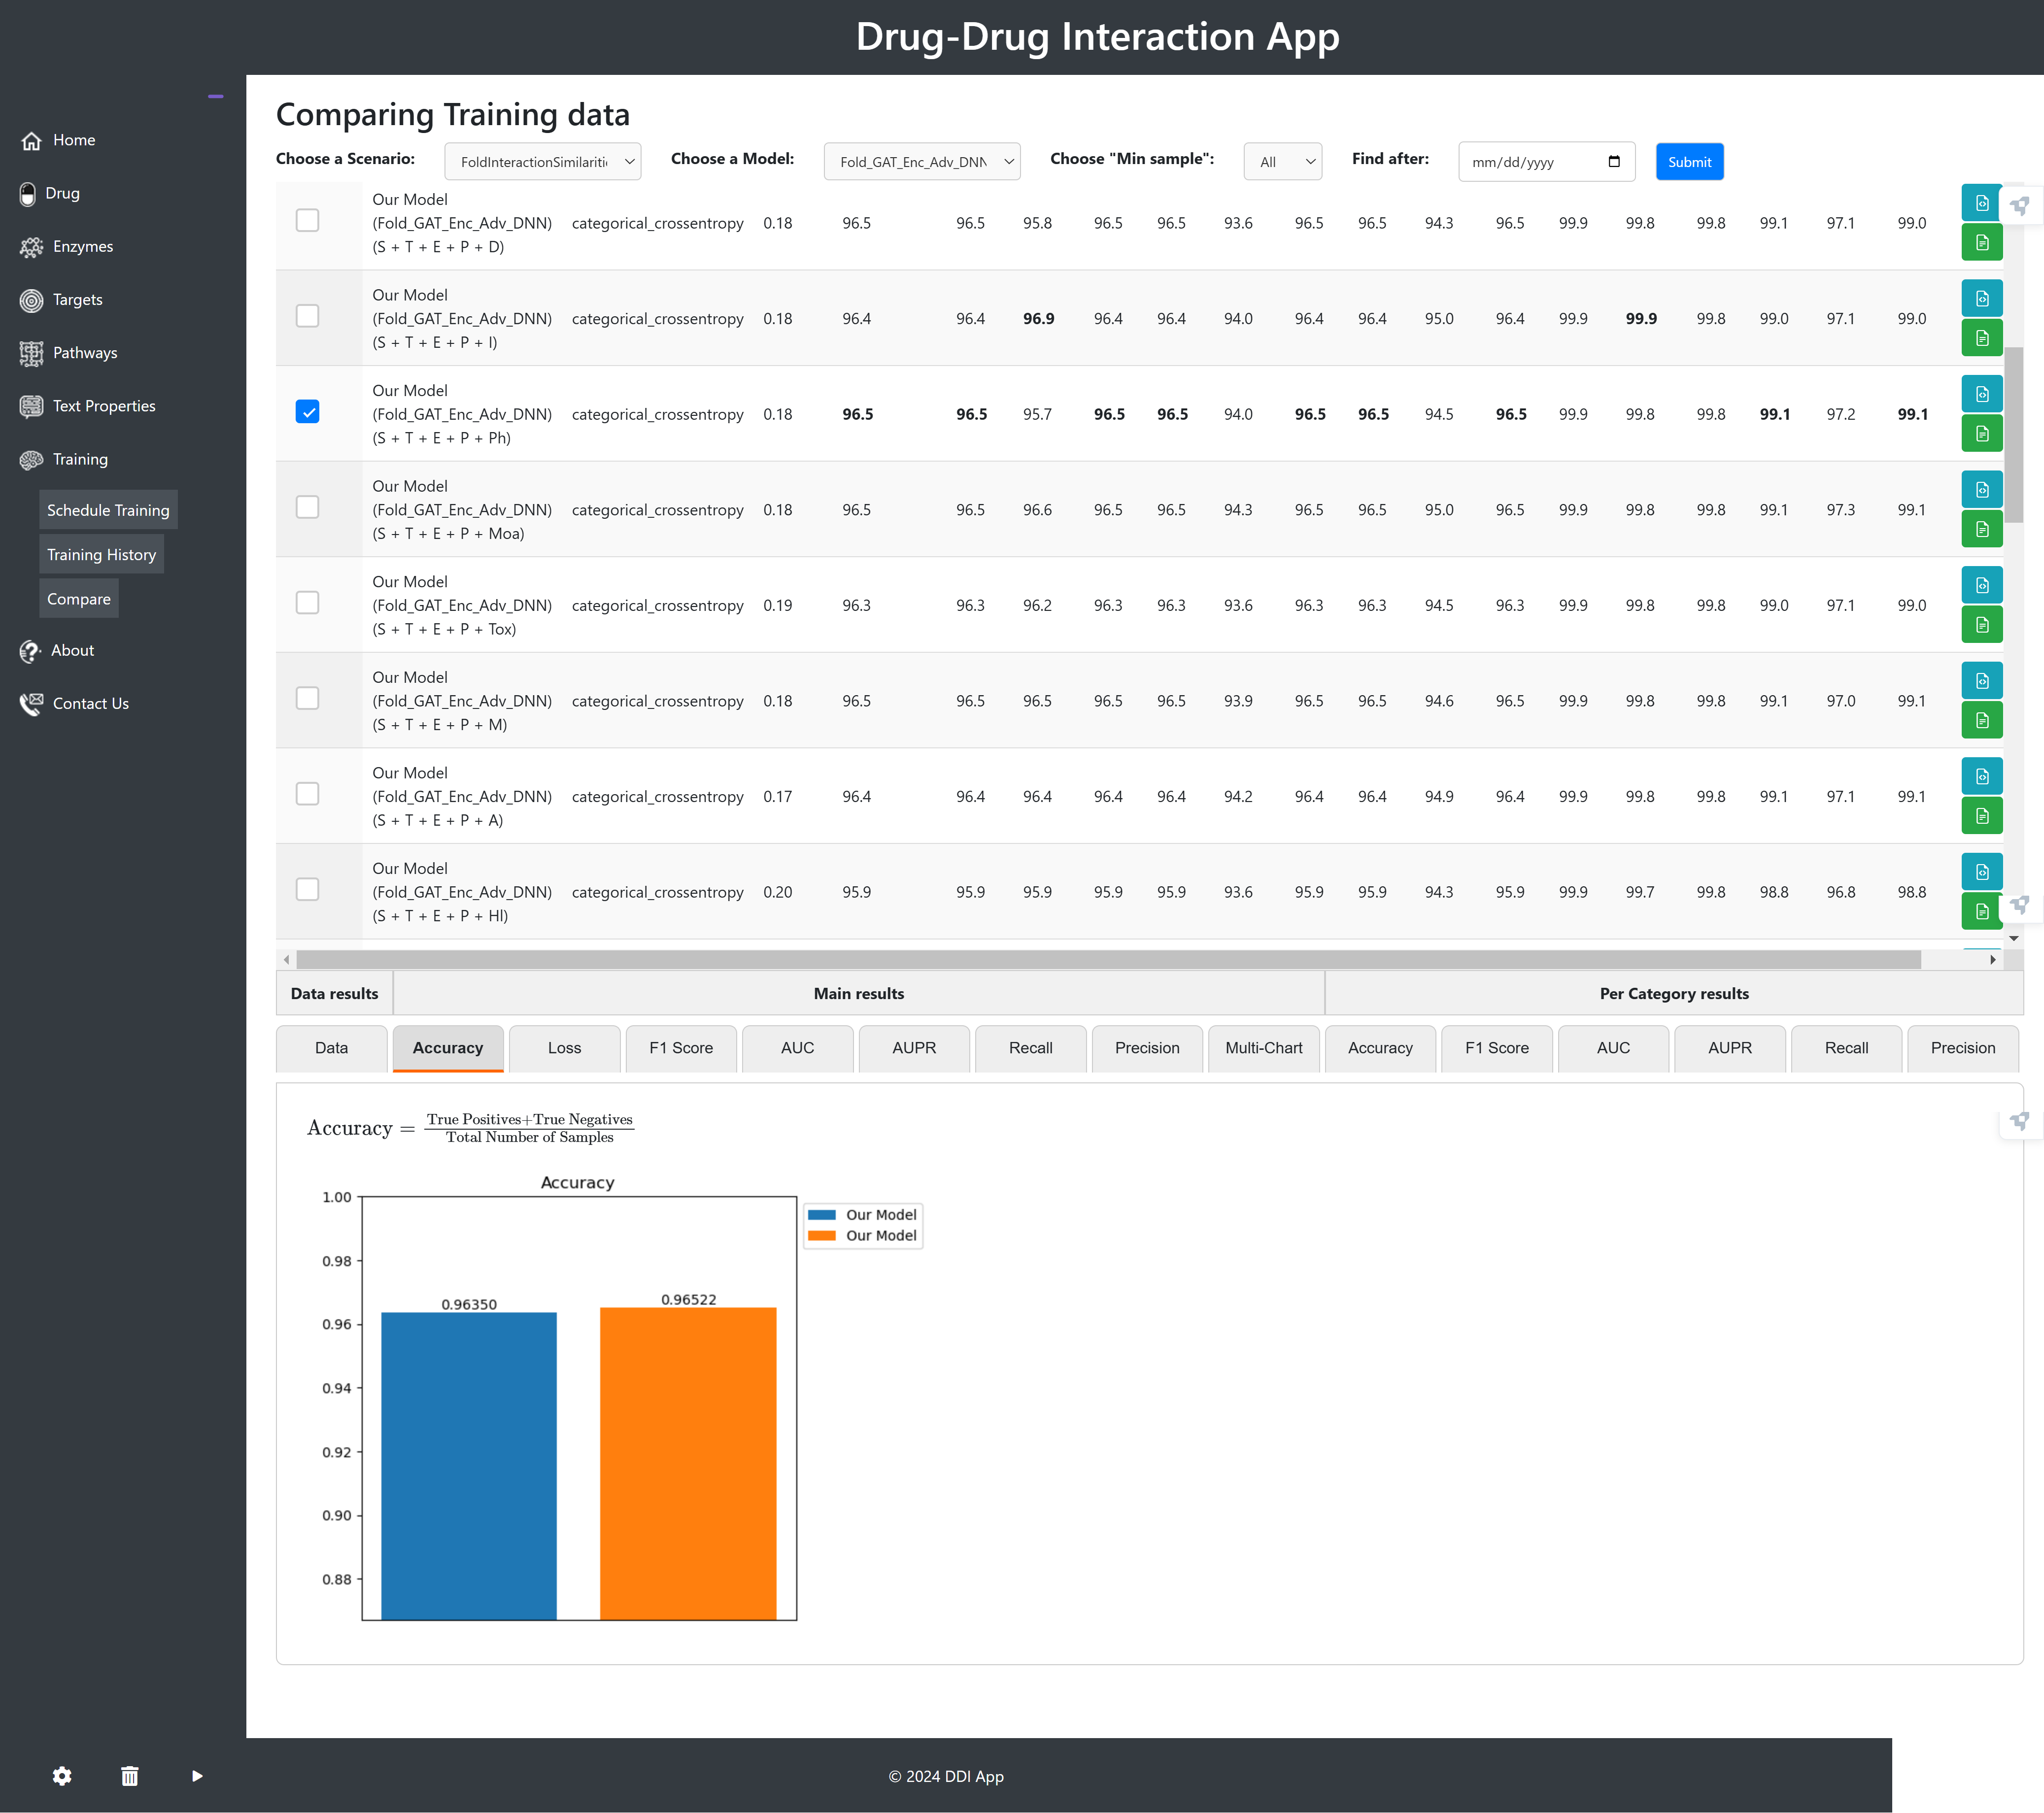 Drug-Drug Interaction App
Home
Drug
Enzymes
Targets
Pathways
Text Properties
Training
Schedule Training
Training History
Compare
About
Contact Us
Comparing Training data
Choose a Scenario: FoldInteractionSimilariti Choose a Model: Fold_GAT_Enc_Adv_DNN Choose "Min sample": All Find after: mm/dd/yyyy Submit
Our Model
(Fold_GAT_Enc_Adv_DNN) categorical_crossentropy 0.18 96.5 96.5 95.8 96.5 96.5 93.6 96.5 96.5 94.3 96.5 99.9 99.8 99.8 99.1 97.1 99.0
(S + T + E + P + D)
Our Model
(Fold_GAT_Enc_Adv_DNN) categorical_crossentropy 0.18 96.4 96.4 96.9 96.4 96.4 94.0 96.4 96.4 95.0 96.4 99.9 99.9 99.8 99.0 97.1 99.0
(S + T + E + P + I)
Our Model
(Fold_GAT_Enc_Adv_DNN) categorical_crossentropy 0.18 96.5 96.5 95.7 96.5 96.5 94.0 96.5 96.5 94.5 96.5 99.9 99.8 99.8 99.1 97.2 99.1
(S + T + E + P + Ph)
Our Model
(Fold_GAT_Enc_Adv_DNN) categorical_crossentropy 0.18 96.5 96.5 96.6 96.5 96.5 94.3 96.5 96.5 95.0 96.5 99.9 99.8 99.8 99.1 97.3 99.1
(S + T + E + P + Moa)
Our Model
(Fold_GAT_Enc_Adv_DNN) categorical_crossentropy 0.19 96.3 96.3 96.2 96.3 96.3 93.6 96.3 96.3 94.5 96.3 99.9 99.8 99.8 99.0 97.1 99.0
(S + T + E + P + Tox)
Our Model
(Fold_GAT_Enc_Adv_DNN) categorical_crossentropy 0.18 96.5 96.5 96.5 96.5 96.5 93.9 96.5 96.5 94.6 96.5 99.9 99.8 99.8 99.1 97.0 99.1
(S + T + E + P + M)
Our Model
(Fold_GAT_Enc_Adv_DNN) categorical_crossentropy 0.17 96.4 96.4 96.4 96.4 96.4 94.2 96.4 96.4 94.9 96.4 99.9 99.8 99.8 99.1 97.1 99.1
(S + T + E + P + A)
Our Model
(Fold_GAT_Enc_Adv_DNN) categorical_crossentropy 0.20 95.9 95.9 95.9 95.9 95.9 93.6 95.9 95.9 94.3 95.9 99.9 99.7 99.8 98.8 96.8 98.8
(S + T + E + P + Hl)
Data results Main results Per Category results
Data Accuracy Loss F1 Score AUC AUPR Recall Precision Multi-Chart Accuracy F1 Score AUC AUPR Recall Precision
Accuracy = True Positives+True Negatives
Total Number of Samples
Accuracy
1.00
0.98
0.96
0.94
0.92
0.90
0.88
0.96350
0.96522
Our Model
Our Model
© 2024 DDI App